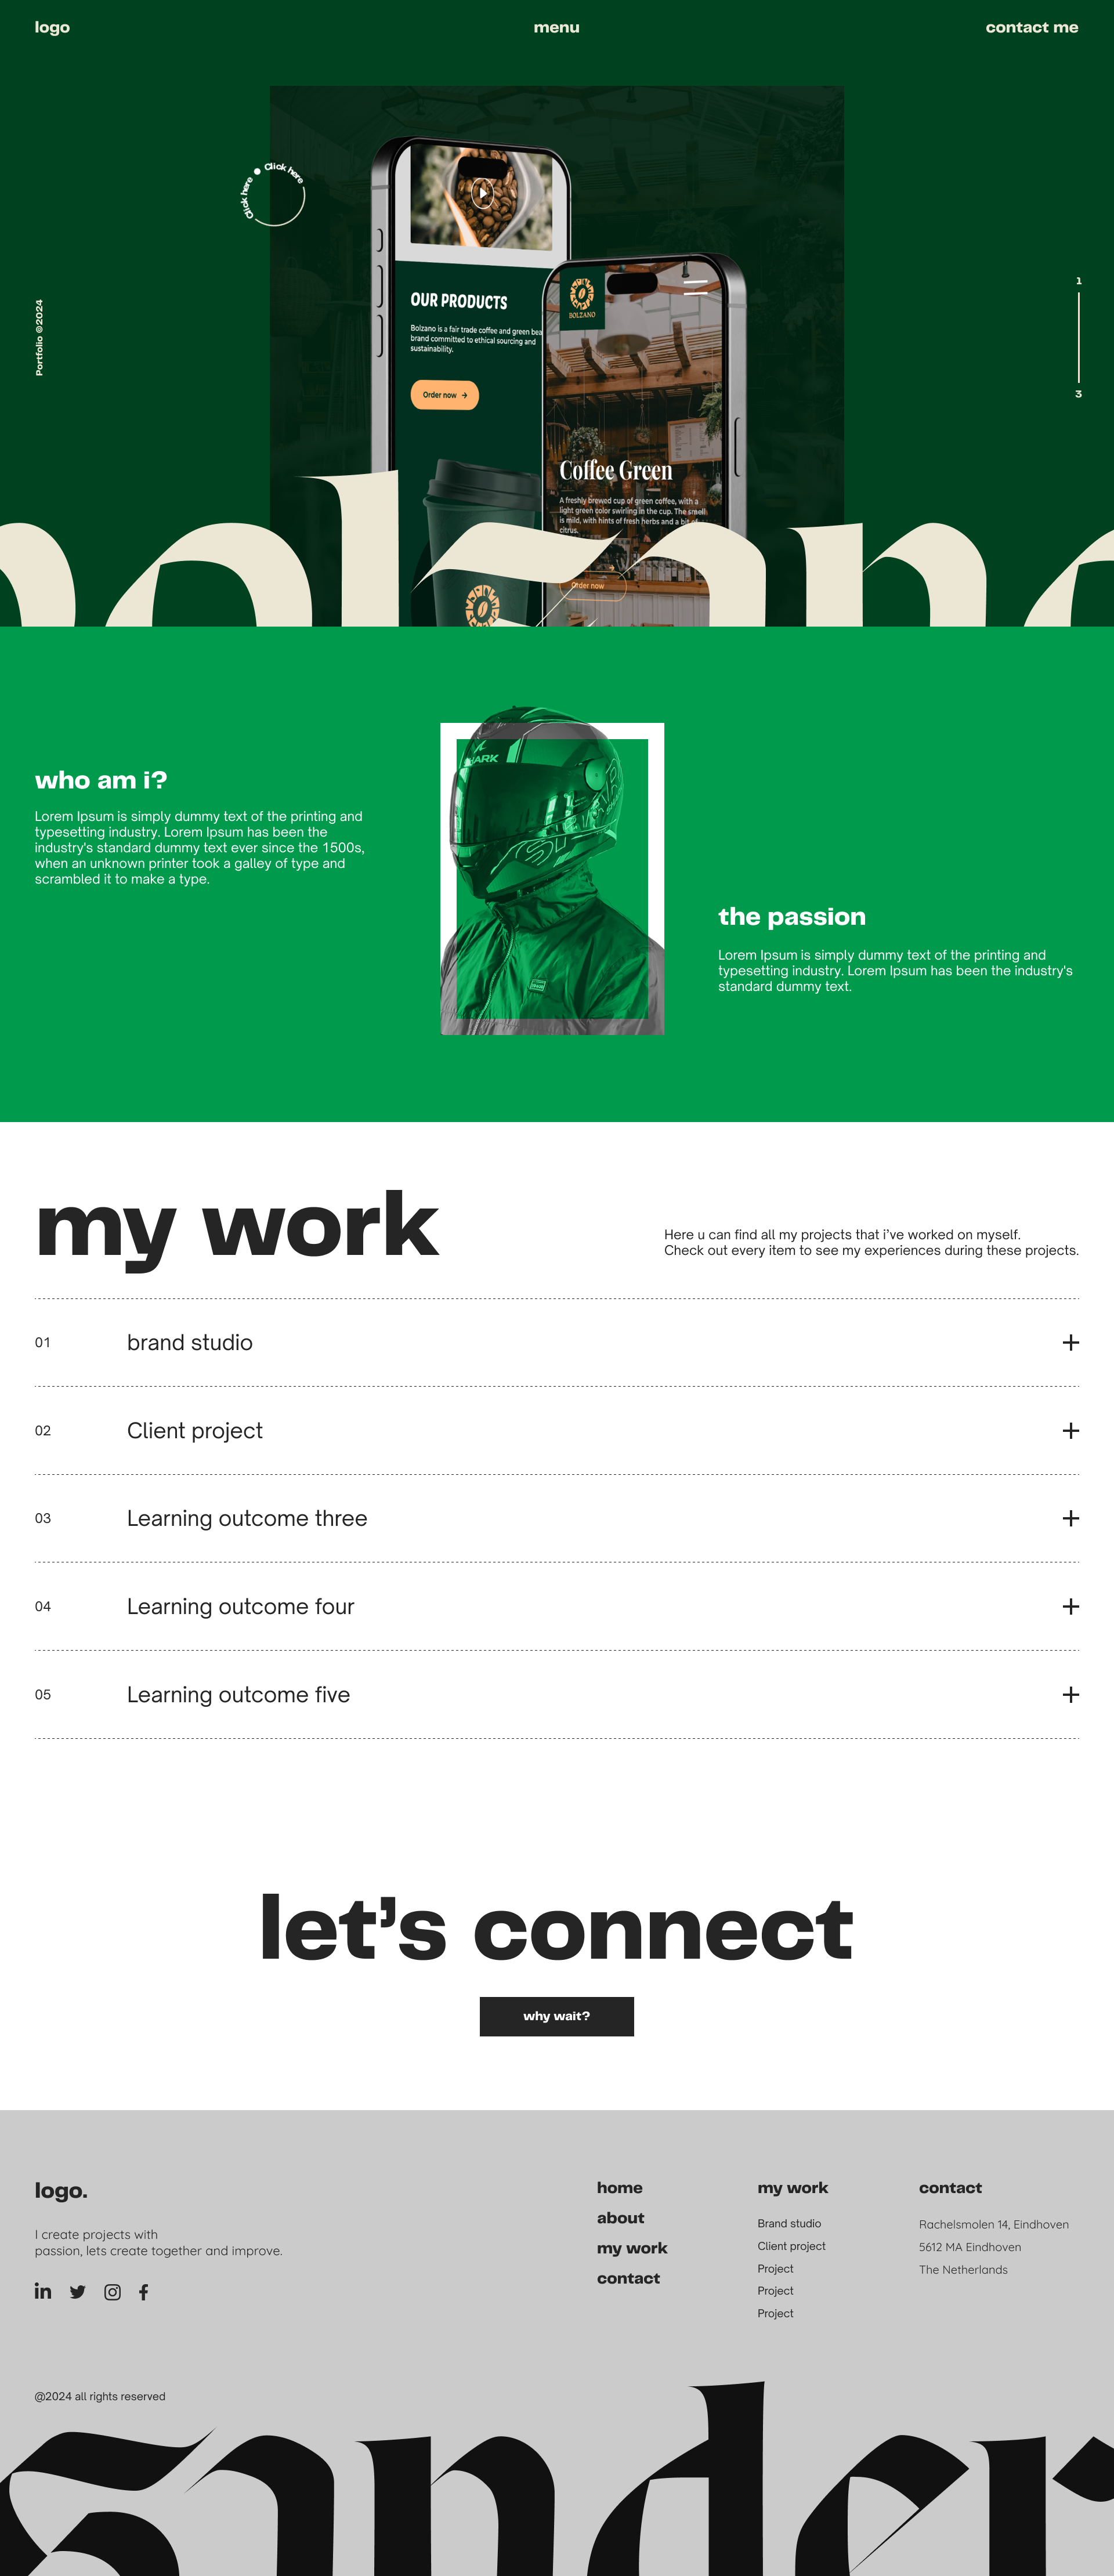 logo
menu
contact me
Click here ● Click here
Portfolio ©2024
1
3
OUR PRODUCTS
Bolzano is a fair trade coffee and green
brand committed to ethical sourcing and
sustainability.
Order now →
BOLZANO
Coffee Green
A freshly brewed cup of green coffee, with a
light green color swirling in the cup. The smell
is mild, with hints of fresh herbs and a bit of
citrus.
Order now
bolzano
who am i?
Lorem Ipsum is simply dummy text of the printing and
typesetting industry. Lorem Ipsum has been the
industry's standard dummy text ever since the 1500s,
when an unknown printer took a galley of type and
scrambled it to make a type.
the passion
Lorem Ipsum is simply dummy text of the printing and
typesetting industry. Lorem Ipsum has been the industry's
standard dummy text.
my work
Here u can find all my projects that i’ve worked on myself.
Check out every item to see my experiences during these projects.
01 brand studio +
02 Client project +
03 Learning outcome three +
04 Learning outcome four +
05 Learning outcome five +
let’s connect
why wait?
logo.
I create projects with
passion, lets create together and improve.
home
about
my work
contact
my work
Brand studio
Client project
Project
Project
Project
contact
Rachelsmolen 14, Eindhoven
5612 MA Eindhoven
The Netherlands
@2024 all rights reserved
sander